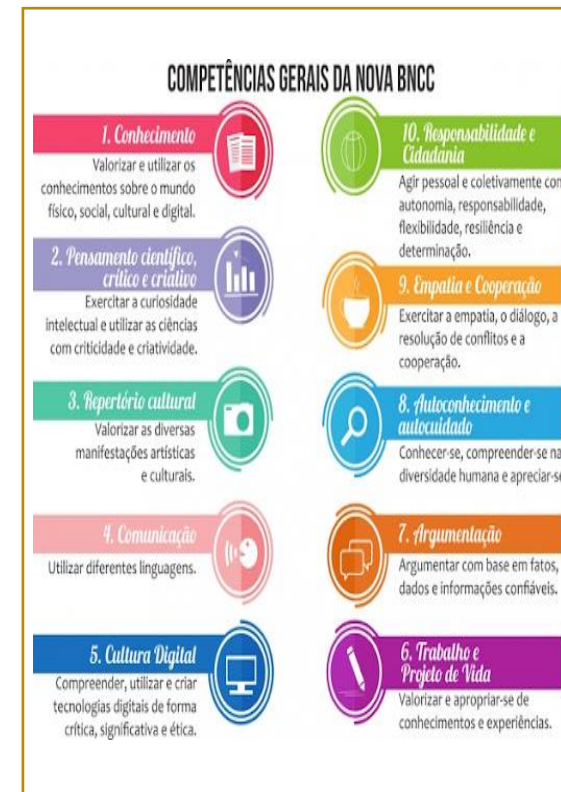 COMPETÊNCIAS GERAIS DA NOVA BNCC
1. Conhecimento
Valorizar e utilizar os
conhecimentos sobre o mundo
físico, social, cultural e digital.
2. Pensamento científico,
crítico e criativo
Exercitar a curiosidade
intelectual e utilizar as ciências
com criticidade e criatividade.
3. Repertório cultural
Valorizar as diversas
manifestações artísticas
e culturais.
4. Comunicação
Utilizar diferentes linguagens.
5. Cultura Digital
Compreender, utilizar e criar
tecnologias digitais de forma
crítica, significativa e ética.
10. Responsabilidade e
Cidadania
Agir pessoal e coletivamente con
autonomia, responsabilidade,
flexibilidade, resiliência e
determinação.
9. Empatia e Cooperação
Exercitar a empatia, o diálogo, a
resolução de conflitos e a
cooperação.
8. Autoconhecimento e
autocuidado
Conhecer-se, compreender-se na
diversidade humana e apreciar-se
7. Argumentação
Argumentar com base em fatos,
dados e informações confiáveis.
6. Trabalho e
Projeto de Vida
Valorizar e apropriar-se de
conhecimentos e experiências.